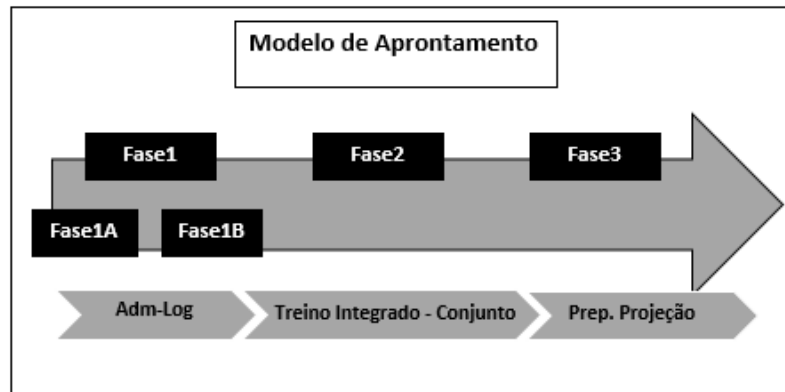 Modelo de Aprontamento
Fase1
Fase2
Fase3
Fase1A
Fase1B
Adm-Log
Treino Integrado - Conjunto
Prep. Projeção